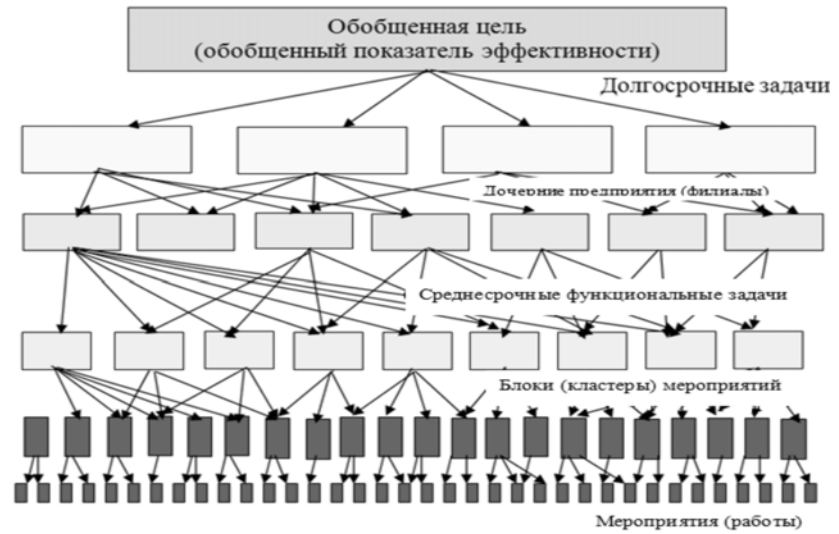 Обобщенная цель
(обобщенный показатель эффективности)
Долгосрочные задачи
Дочерние предприятия (филиалы)
Среднесрочные функциональные задачи
Блоки (кластеры) мероприятий
Мероприятия (работы)